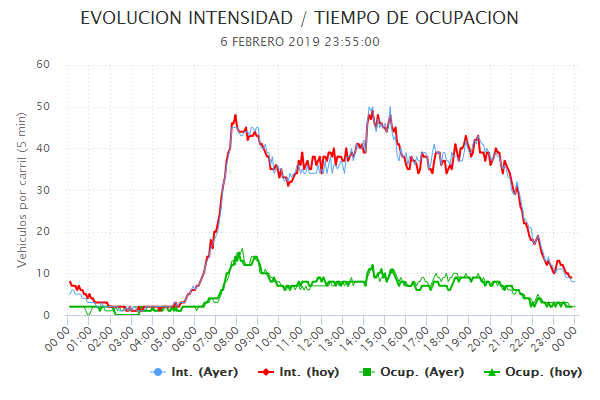 EVOLUCION INTENSIDAD / TIEMPO DE OCUPACION
6 FEBRERO 2019 23:55:00
Vehículos por carril (5 min)
60
50
40
30
20
10
0
00:00 01:00 02:00 03:00 04:00 05:00 06:00 07:00 08:00 09:00 10:00 11:00 12:00 13:00 14:00 15:00 16:00 17:00 18:00 19:00 20:00 21:00 22:00 23:00 00:00
Int. (Ayer) Int. (hoy) Ocup. (Ayer) Ocup. (hoy)